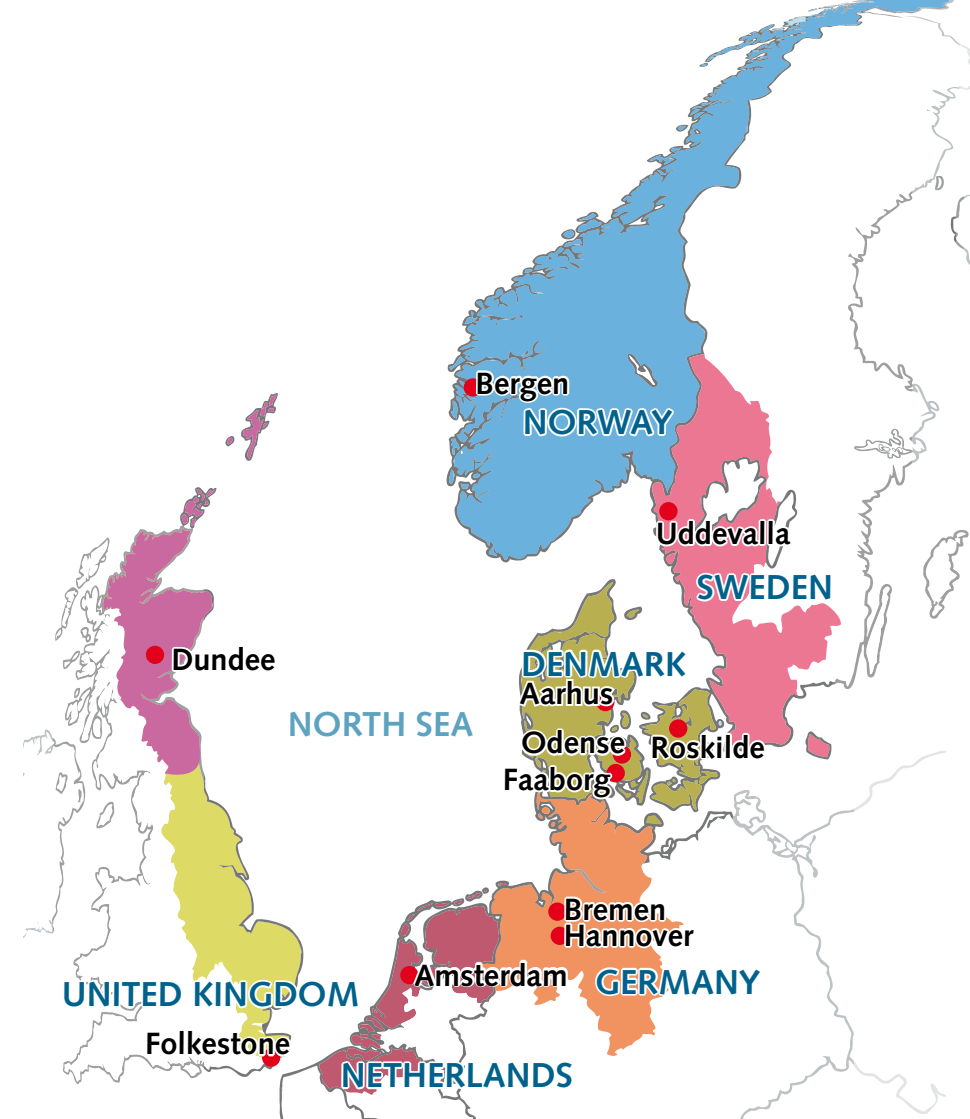 Bergen
NORWAY
Uddevalla
SWEDEN
Dundee
DENMARK
Aarhus
NORTH SEA
Odense
Roskilde
Faaborg
Bremen
Hannover
Amsterdam
GERMANY
UNITED KINGDOM
Folkestone
NETHERLANDS